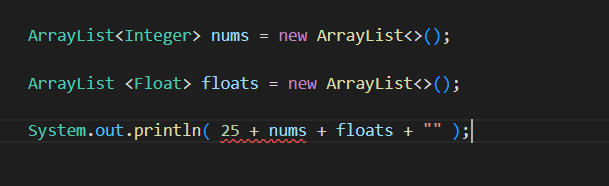 ArrayList<Integer> nums = new ArrayList<>();
ArrayList <Float> floats = new ArrayList<>();
System.out.println( 25 + nums + floats + "" );